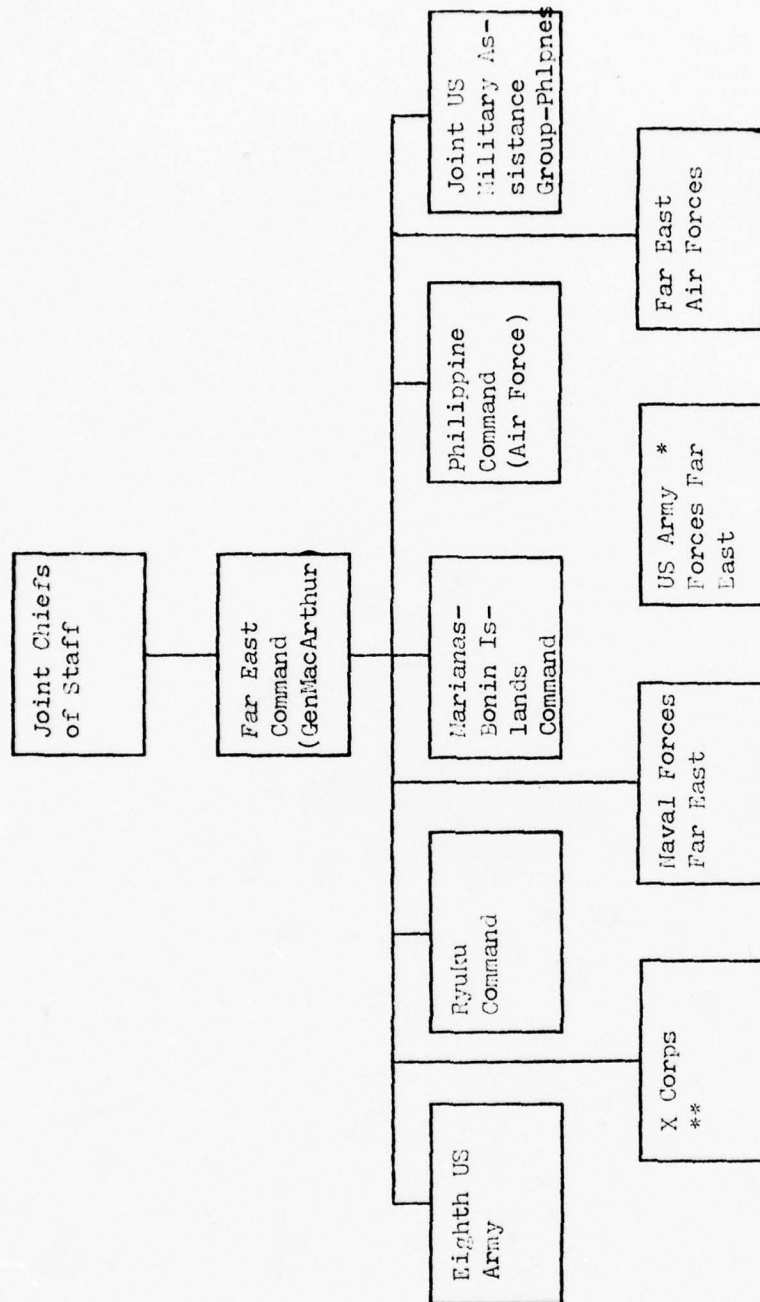 Joint Chiefs
of Staff
Far East
Command
(GenMacArthur)
Eighth US
Army
Ryuku
Command
Marianas-
Bonin Is-
lands
Command
Philippine
Command
(Air Force)
Joint US
Military As-
sistance
Group-Phlpnes
X Corps
**
Naval Forces
Far East
US Army *
Forces Far
East
Far East
Air Forces